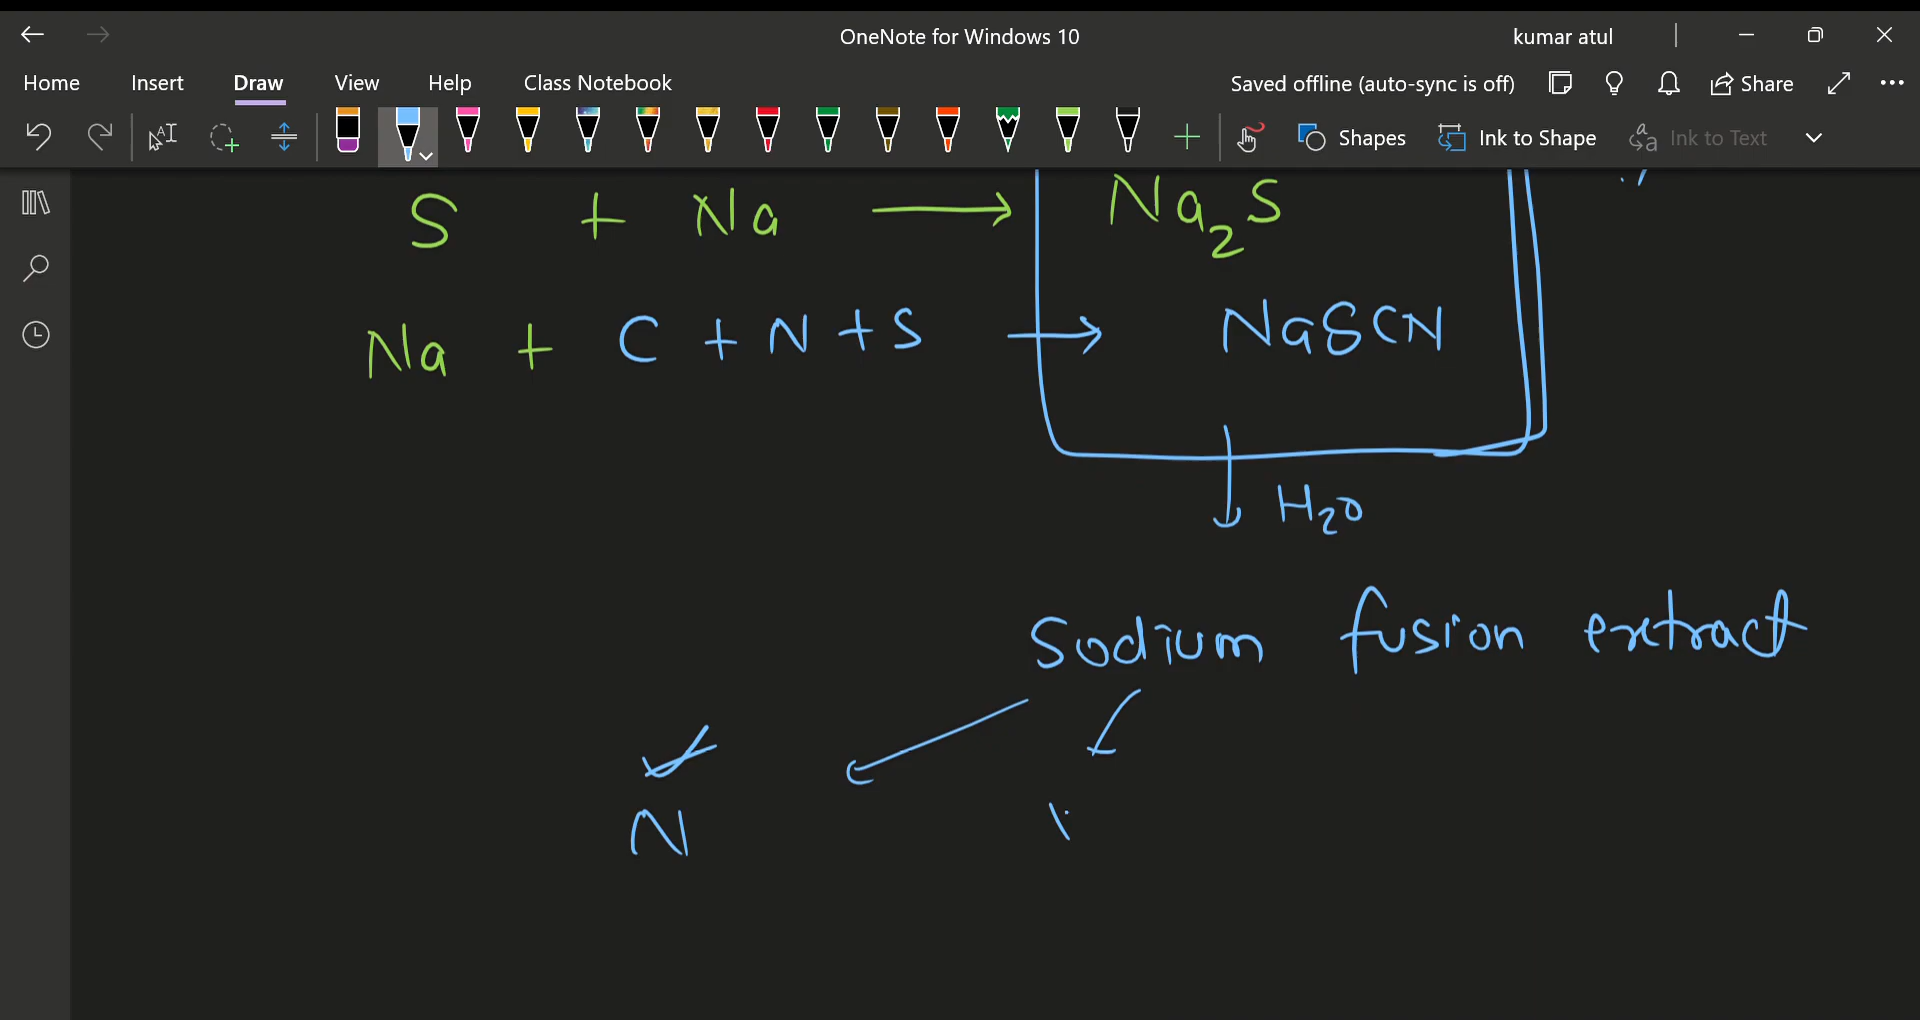 OneNote for Windows 10
kumar atul
Home Insert Draw View Help Class Notebook
Saved offline (auto-sync is off) Share
Shapes Ink to Shape Ink to Text
S + Na → Na₂S
Na + C + N + S → NaSCN
H₂O
Sodium fusion extract
N